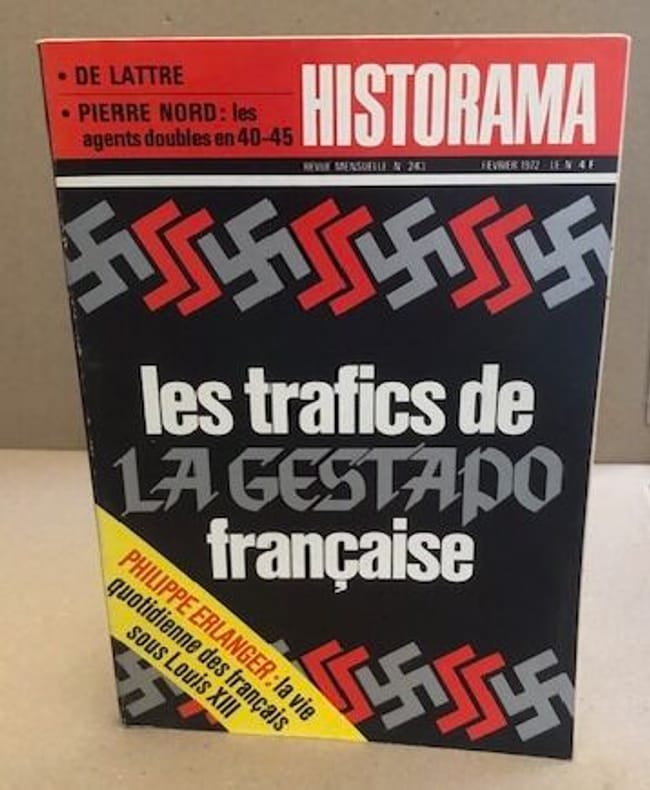 • DE LATTRE
• PIERRE NORD : les
agents doubles en 40-45
HISTORAMA
REVUE MENSUELLE N° 243
FEVRIER 1972 - LE N° 4 F
les trafics de
LA GESTAPO
française
PHILIPPE ERLANGER : la vie
quotidienne des français
sous Louis XIII